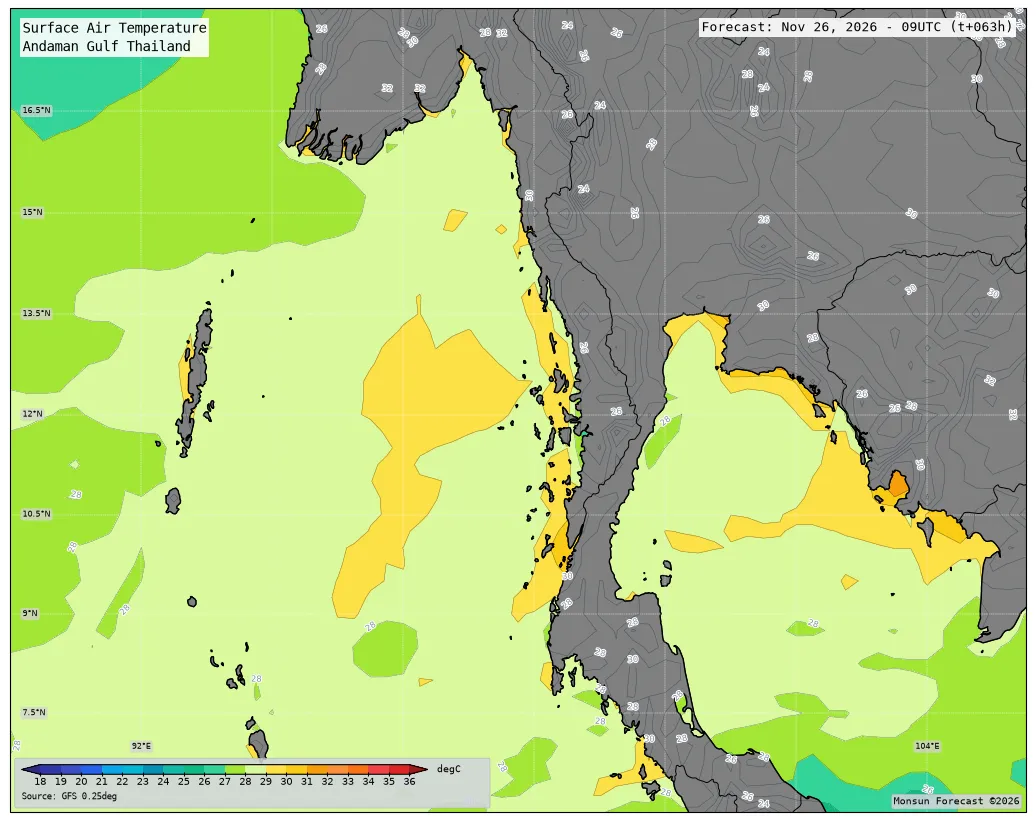 Surface Air Temperature
Andaman Gulf Thailand
Forecast: Nov 26, 2026 - 09UTC (t+063h)
16.5°N
15°N
13.5°N
12°N
10.5°N
9°N
7.5°N
92°E
104°E
18 19 20 21 22 23 24 25 26 27 28 29 30 31 32 33 34 35 36
degC
Source: GFS 0.25deg
Monsun Forecast ©2026